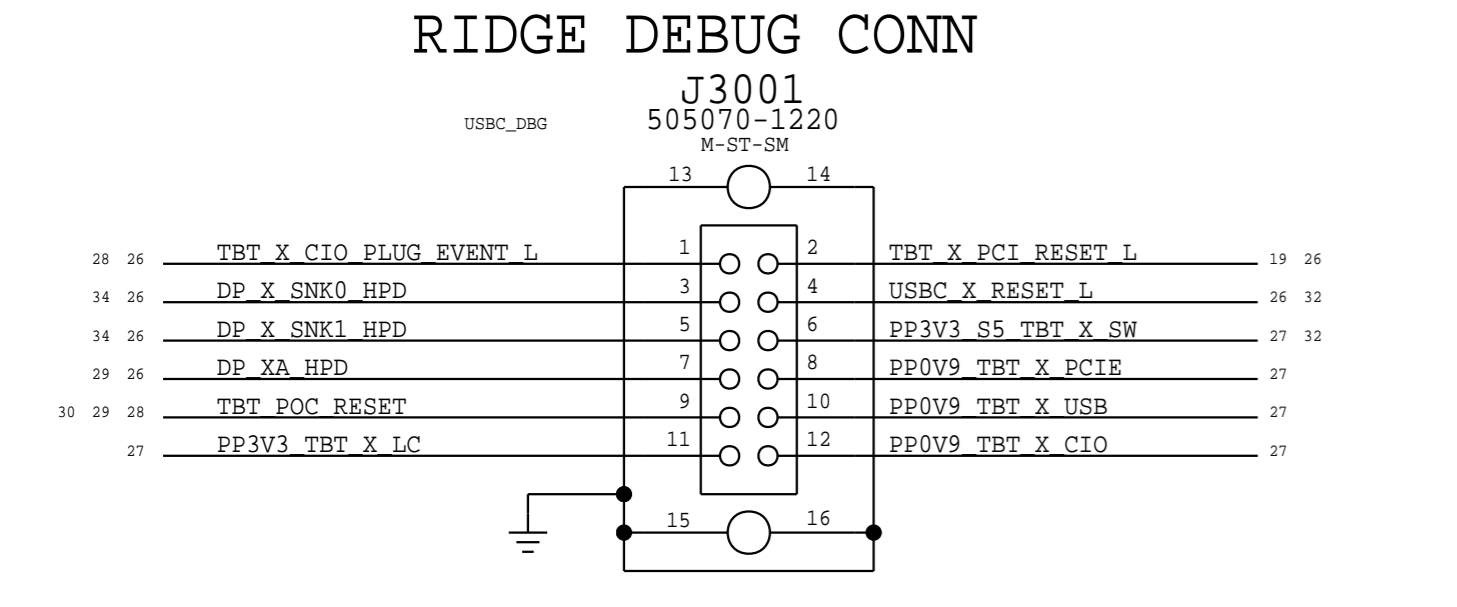 RIDGE DEBUG CONN
J3001
USBC_DBG 505070-1220
M-ST-SM
13 14
28 26 TBT_X_CIO_PLUG_EVENT_L 1 2 TBT_X_PCI_RESET_L 19 26
34 26 DP_X_SNK0_HPD 3 4 USBC_X_RESET_L 26 32
34 26 DP_X_SNK1_HPD 5 6 PP3V3_S5_TBT_X_SW 27 32
29 26 DP_XA_HPD 7 8 PP0V9_TBT_X_PCIE 27
30 29 28 TBT_POC_RESET 9 10 PP0V9_TBT_X_USB 27
27 PP3V3_TBT_X_LC 11 12 PP0V9_TBT_X_CIO 27
15 16